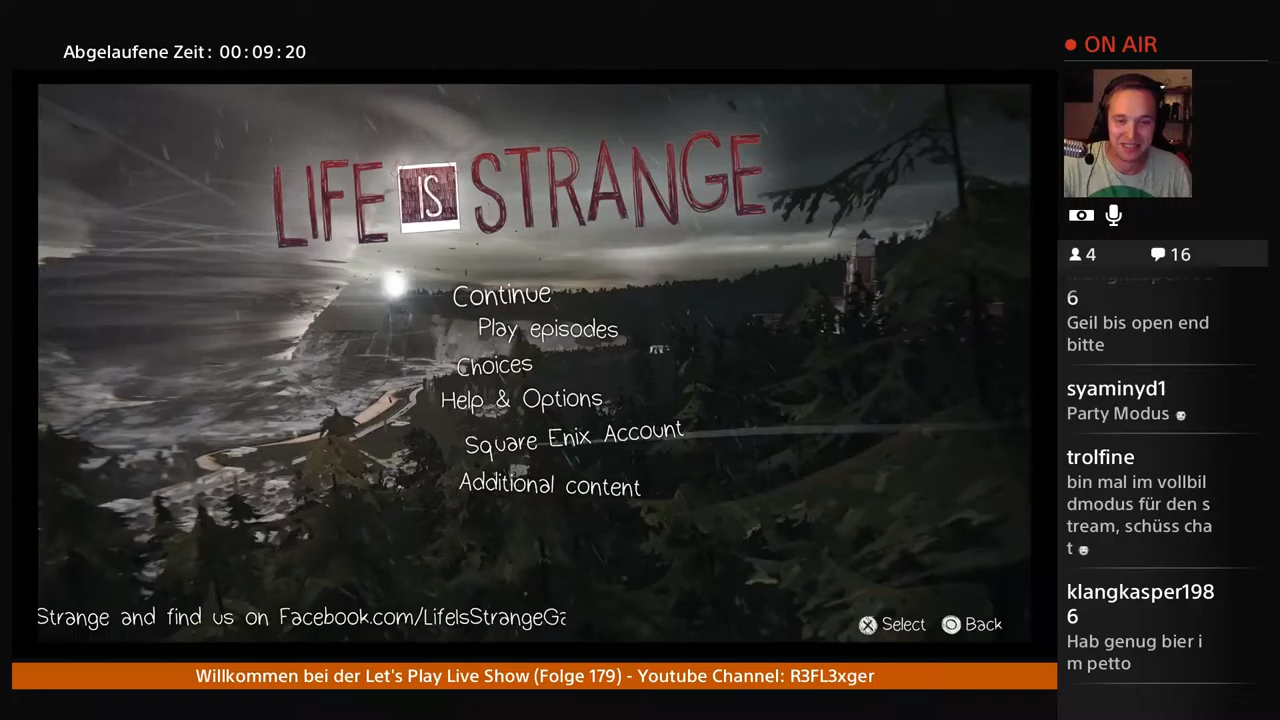 Abgelaufene Zeit: 00:09:20
ON AIR
LIFE IS STRANGE
Continue
Play episodes
Choices
Help & Options
Square Enix Account
Additional content
Strange and find us on Facebook.com/LifeIsStrangeGa
Select
Back
Willkommen bei der Let's Play Live Show (Folge 179) - Youtube Channel: R3FL3xger
4
16
6
Geil bis open end
bitte
syaminyd1
Party Modus
trolfine
bin mal im vollbil
dmodus für den s
tream, schüss cha
t
klangkasper198
6
Hab genug bier i
m petto